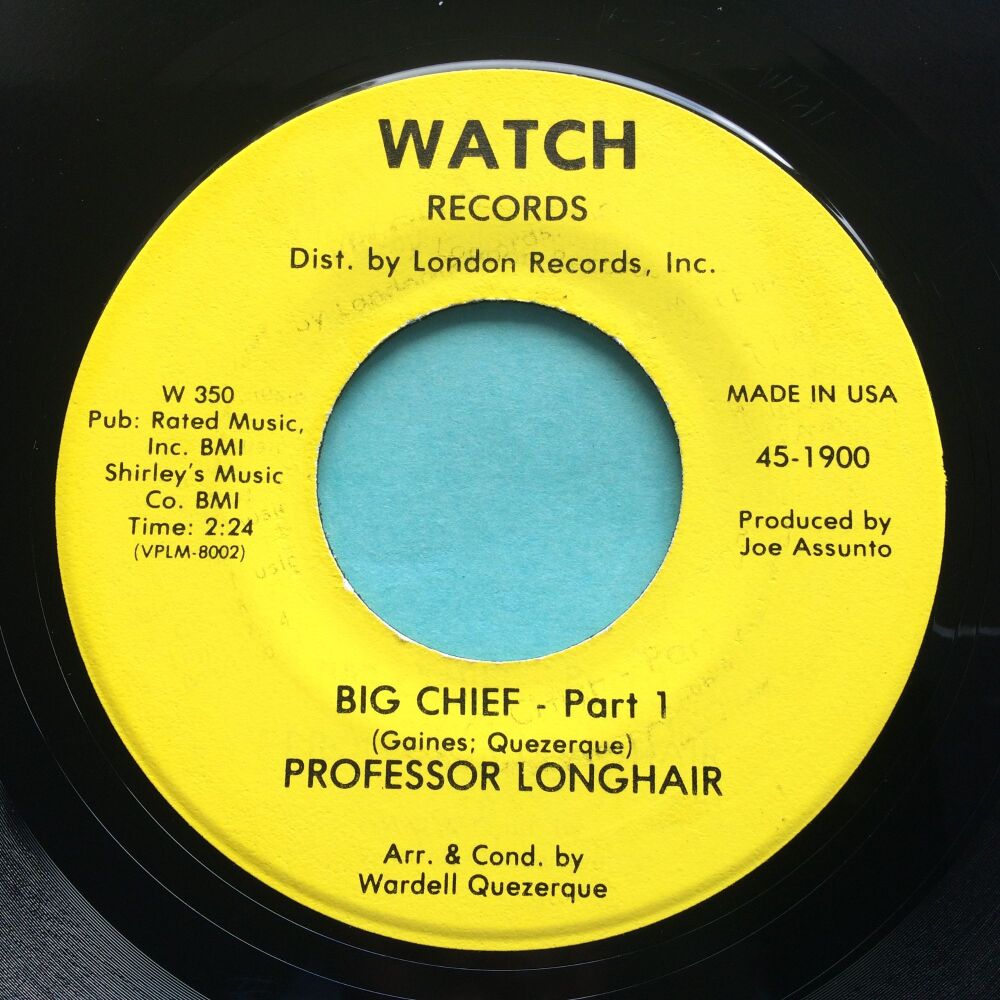 WATCH
RECORDS
Dist. by London Records, Inc.
W 350
Pub: Rated Music,
Inc. BMI
Shirley's Music
Co. BMI
Time: 2:24
(VPLM-8002)
MADE IN USA
45-1900
Produced by
Joe Assunto
BIG CHIEF - Part 1
(Gaines; Quezerque)
PROFESSOR LONGHAIR
Arr. & Cond. by
Wardell Quezerque